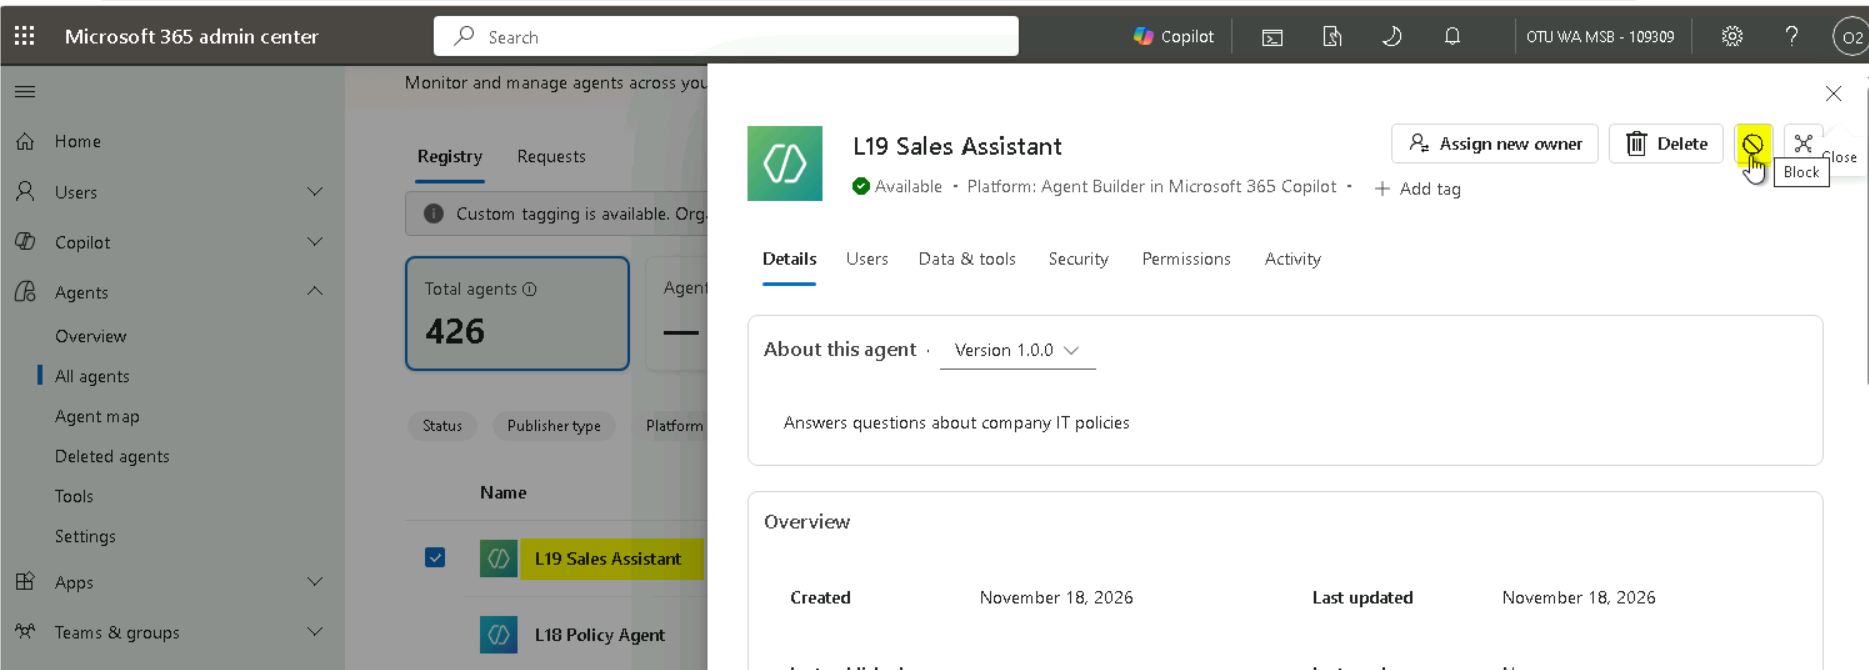 Microsoft 365 admin center
Search
Copilot
OTU WA MSB - 109309
?
O2
Home
Users
Copilot
Agents
Overview
All agents
Agent map
Deleted agents
Tools
Settings
Apps
Teams & groups
Monitor and manage agents across you
Registry Requests
Custom tagging is available. Org
Total agents
426
Agent
—
Status Publisher type Platform
Name
L19 Sales Assistant
L18 Policy Agent
L19 Sales Assistant
Assign new owner Delete
Close
Block
Available · Platform: Agent Builder in Microsoft 365 Copilot · + Add tag
Details Users Data & tools Security Permissions Activity
About this agent · Version 1.0.0
Answers questions about company IT policies
Overview
Created November 18, 2026 Last updated November 18, 2026